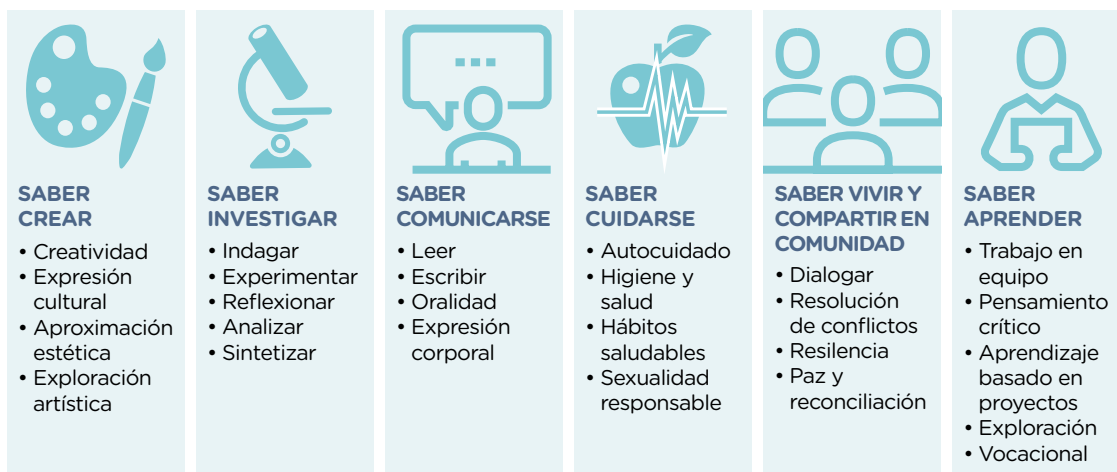 SABER
CREAR
• Creatividad
• Expresión
cultural
• Aproximación
estética
• Exploración
artística
SABER
INVESTIGAR
• Indagar
• Experimentar
• Reflexionar
• Analizar
• Sintetizar
SABER
COMUNICARSE
• Leer
• Escribir
• Oralidad
• Expresión
corporal
SABER
CUIDARSE
• Autocuidado
• Higiene y
salud
• Hábitos
saludables
• Sexualidad
responsable
SABER VIVIR Y
COMPARTIR EN
COMUNIDAD
• Dialogar
• Resolución
de conflictos
• Resilencia
• Paz y
reconciliación
SABER
APRENDER
• Trabajo en
equipo
• Pensamiento
crítico
• Aprendizaje
basado en
proyectos
• Exploración
• Vocacional